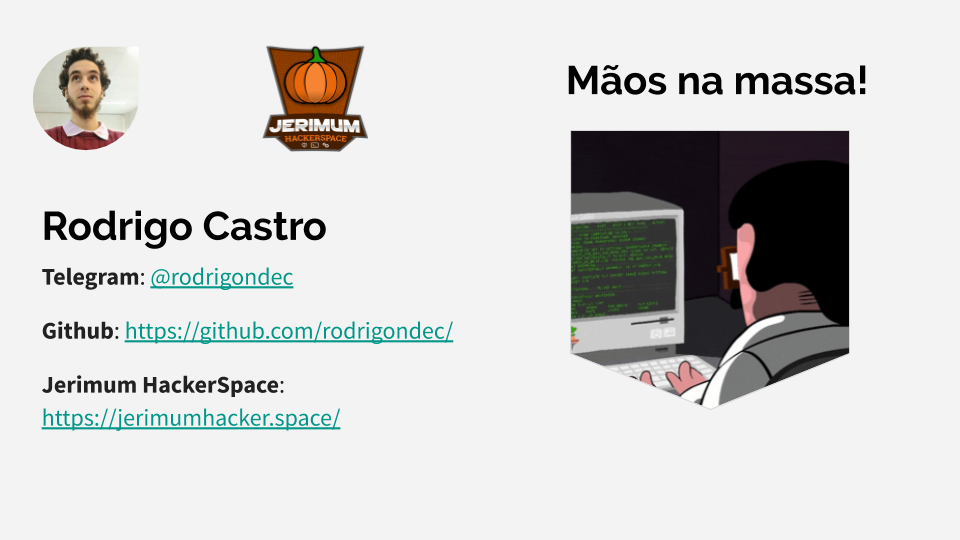 JERIMUM
HACKERSPACE
Mãos na massa!
Rodrigo Castro
Telegram: @rodrigondec
Github: https://github.com/rodrigondec/
Jerimum HackerSpace:
https://jerimumhacker.space/